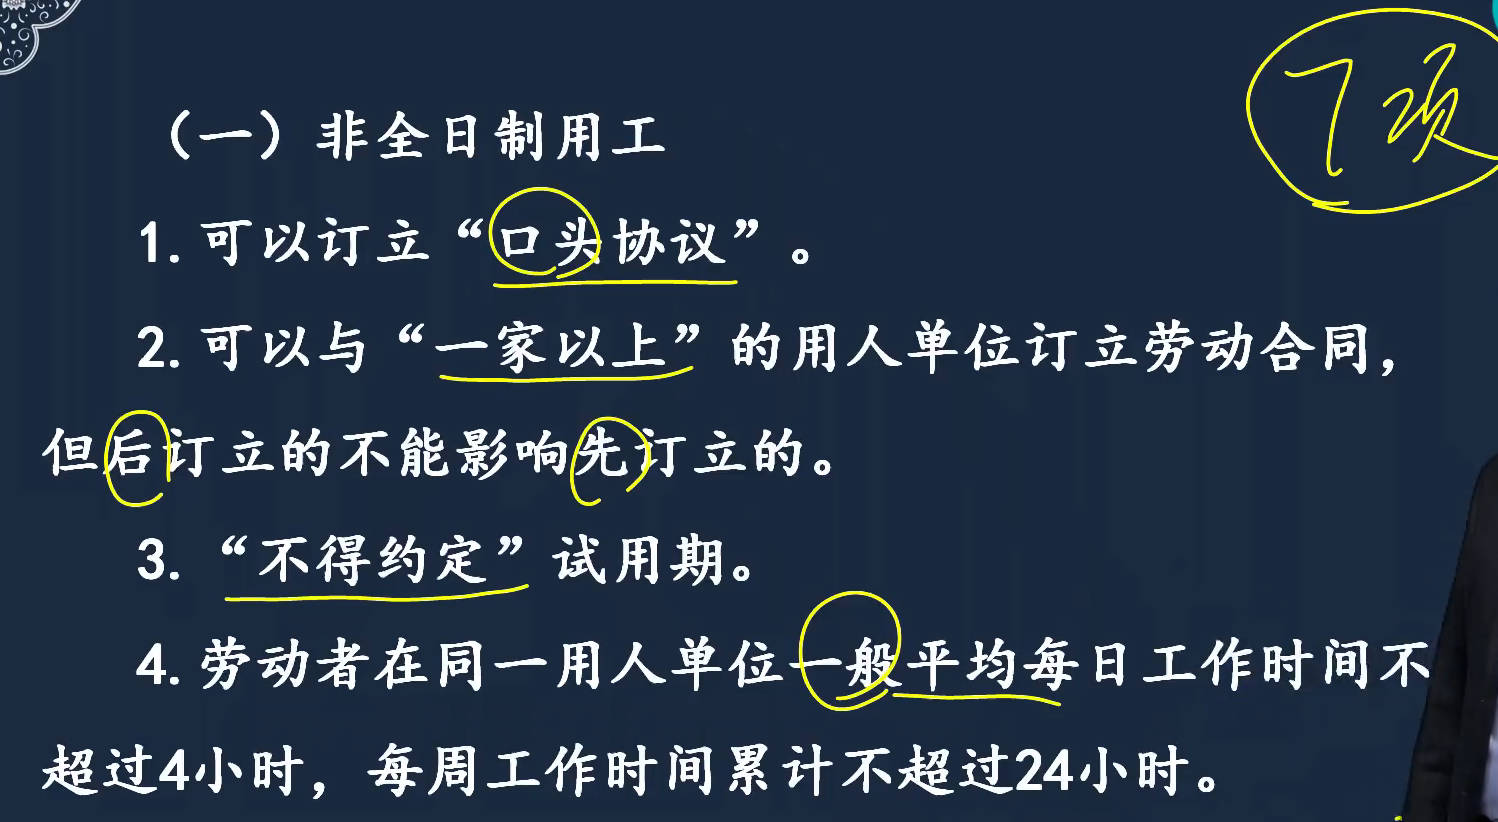 7项
（一）非全日制用工
1. 可以订立“口头协议”。
2. 可以与“一家以上”的用人单位订立劳动合同，
但后订立的不能影响先订立的。
3. “不得约定”试用期。
4. 劳动者在同一用人单位一般平均每日工作时间不
超过4小时，每周工作时间累计不超过24小时。